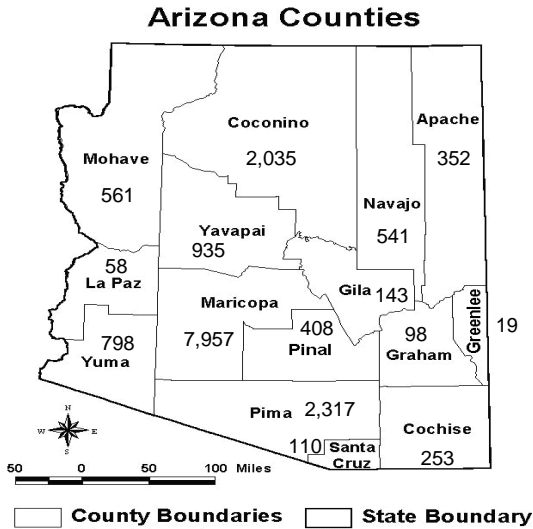 Arizona Counties
Coconino
2,035
Apache
352
Mohave
561
Navajo
541
Yavapai
935
58
La Paz
Maricopa
7,957
Gila 143
408
Pinal
98
Graham
Greenlee
19
798
Yuma
Pima 2,317
110
Santa
Cruz
Cochise
253
N
W E
S
50 0 50 100 Miles
County Boundaries State Boundary